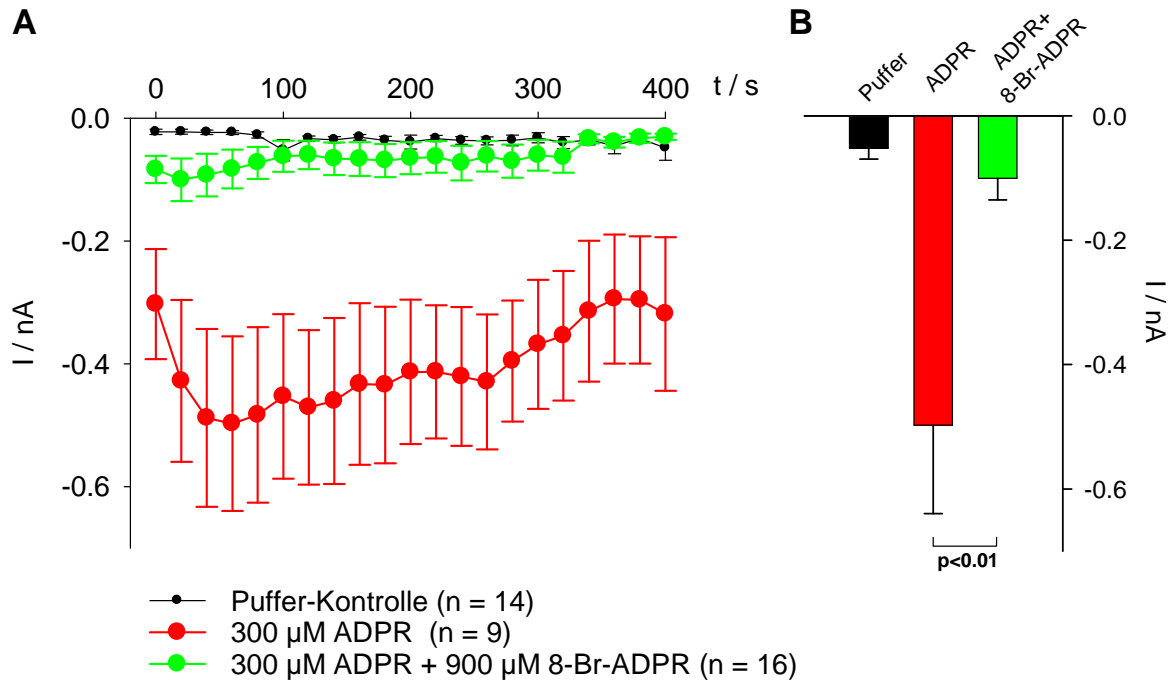 A
0 100 200 300 400 t / s
0.0
-0.2
-0.4
-0.6
I / nA
B
Puffer
ADPR
ADPR+
8-Br-ADPR
0.0
-0.2
-0.4
-0.6
I / nA
p<0.01
Puffer-Kontrolle (n = 14)
300 µM ADPR (n = 9)
300 µM ADPR + 900 µM 8-Br-ADPR (n = 16)